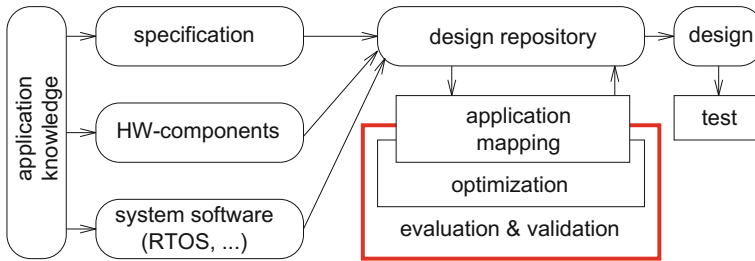 application
knowledge
specification
HW-components
system software
(RTOS, ...)
design repository
application
mapping
optimization
evaluation & validation
design
test